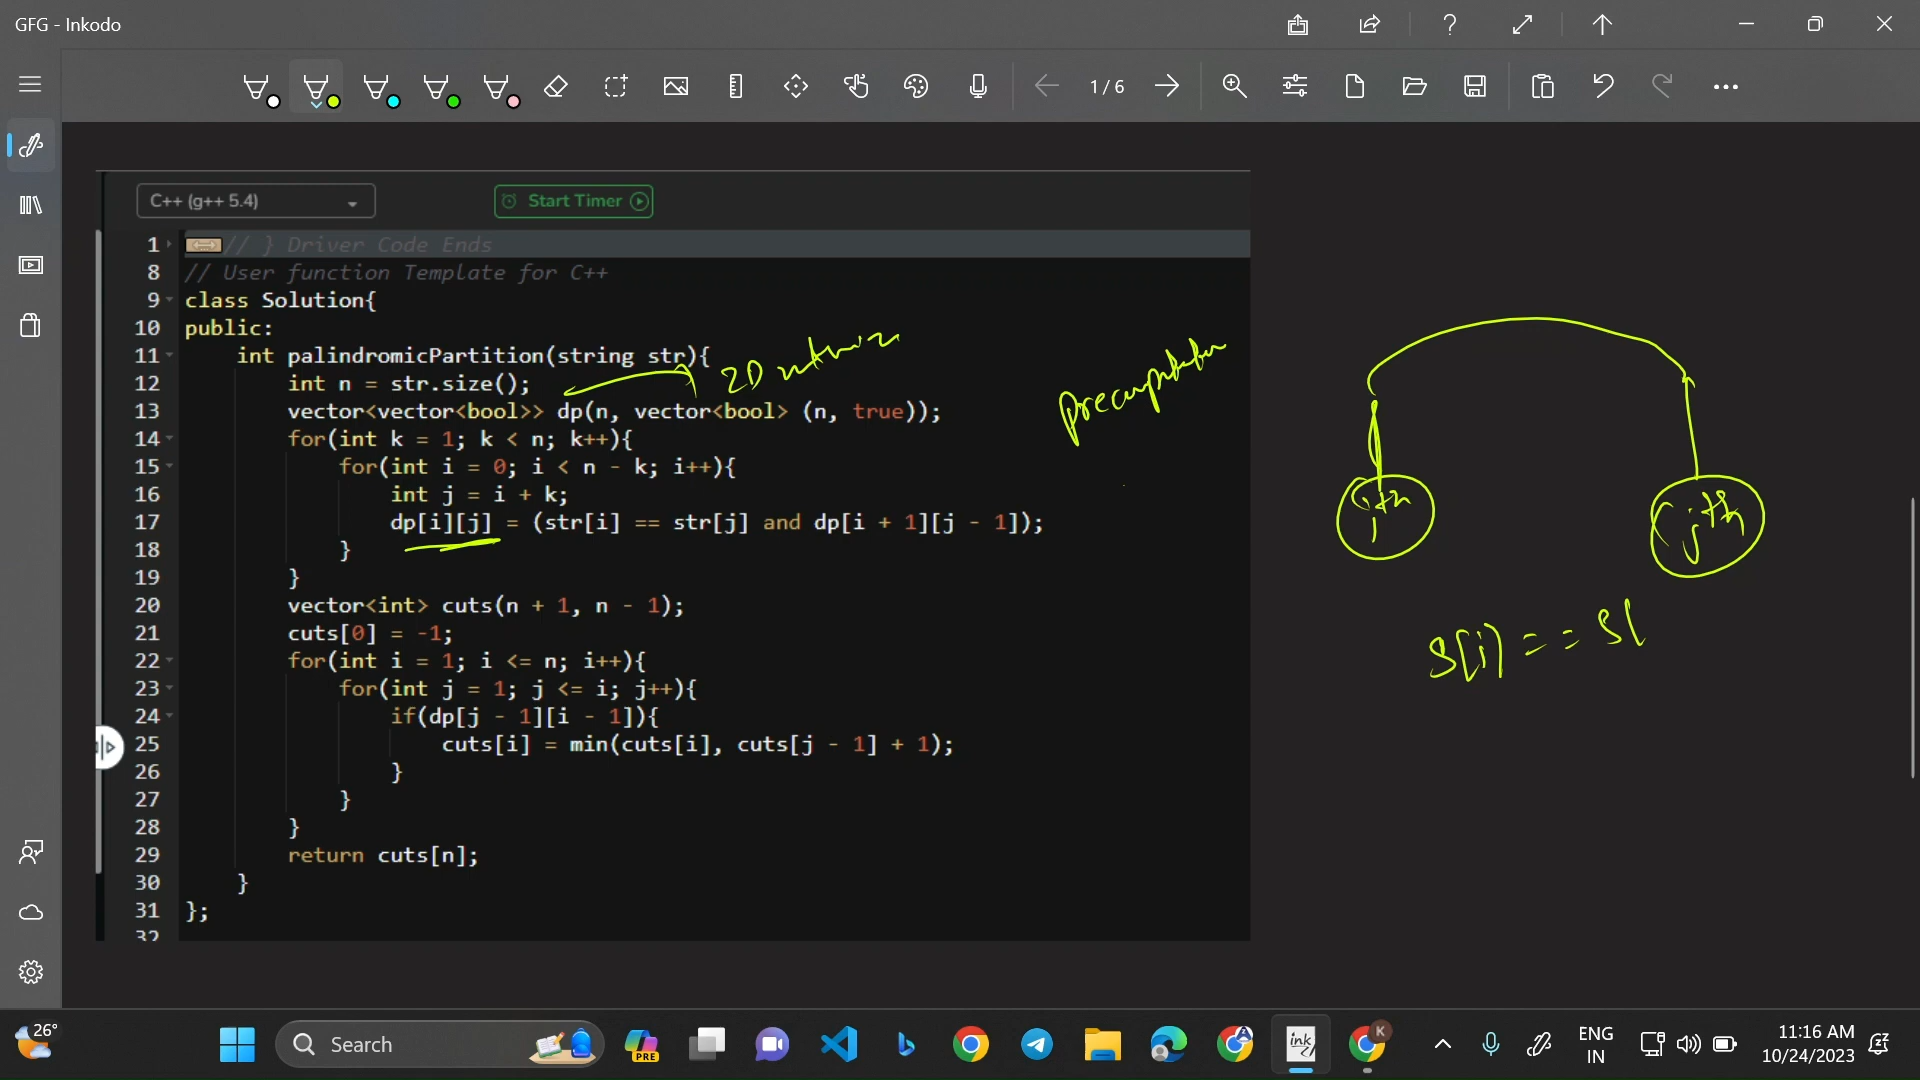 GFG - Inkodo
1 / 6
C++ (g++ 5.4)
Start Timer
1 // } Driver Code Ends
8 // User function Template for C++
9 class Solution{
10 public:
11 int palindromicPartition(string str){
12 int n = str.size();
2D
13 vector<vector<bool>> dp(n, vector<bool> (n, true));
14 for(int k = 1; k < n; k++){
15 for(int i = 0; i < n - k; i++){
16 int j = i + k;
17 dp[i][j] = (str[i] == str[j] and dp[i + 1][j - 1]);
18 }
19 }
20 vector<int> cuts(n + 1, n - 1);
21 cuts[0] = -1;
22 for(int i = 1; i <= n; i++){
23 for(int j = 1; j <= i; j++){
24 if(dp[j - 1][i - 1]){
25 cuts[i] = min(cuts[i], cuts[j - 1] + 1);
26 }
27 }
28 }
29 return cuts[n];
30 }
31 };
32
ith
jth
S[i] == S[
26°
Search
PRE
ink
K
ENG
IN
11:16 AM
10/24/2023